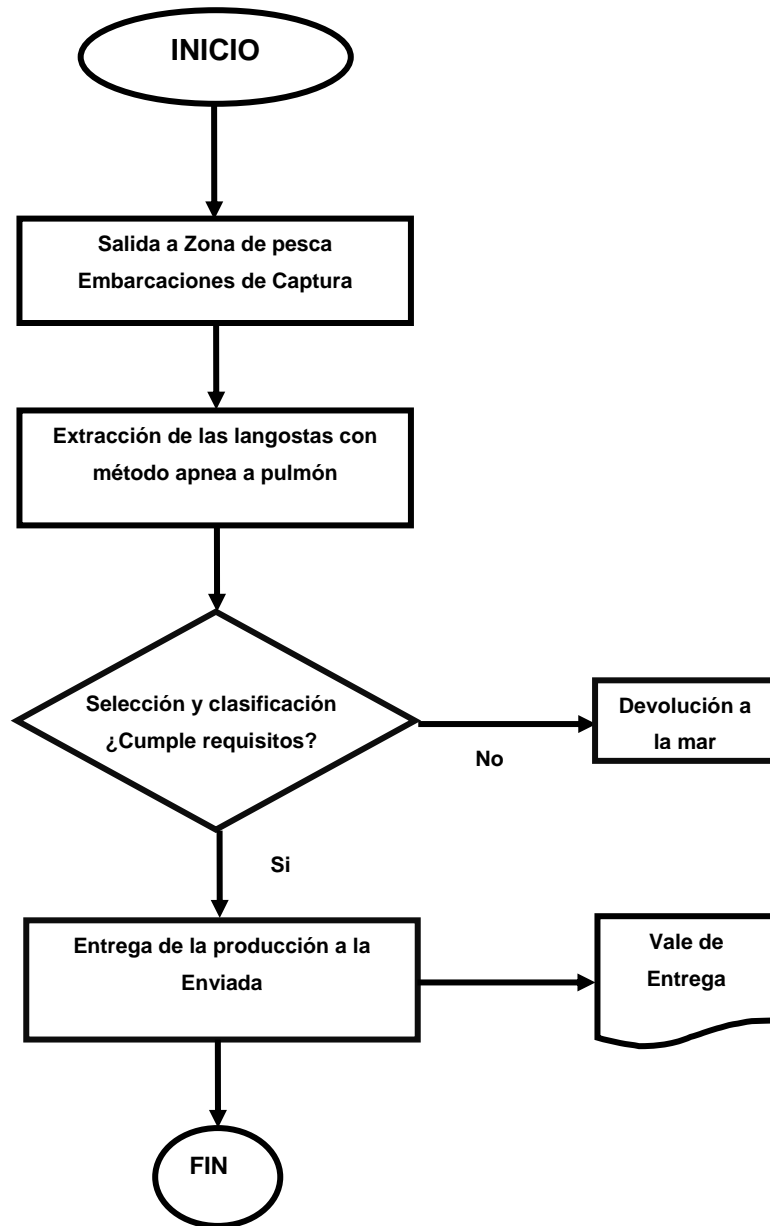 INICIO
Salida a Zona de pesca
Embarcaciones de Captura
Extracción de las langostas con
método apnea a pulmón
Selección y clasificación
¿Cumple requisitos?
No
Devolución a
la mar
Si
Entrega de la producción a la
Enviada
Vale de
Entrega
FIN